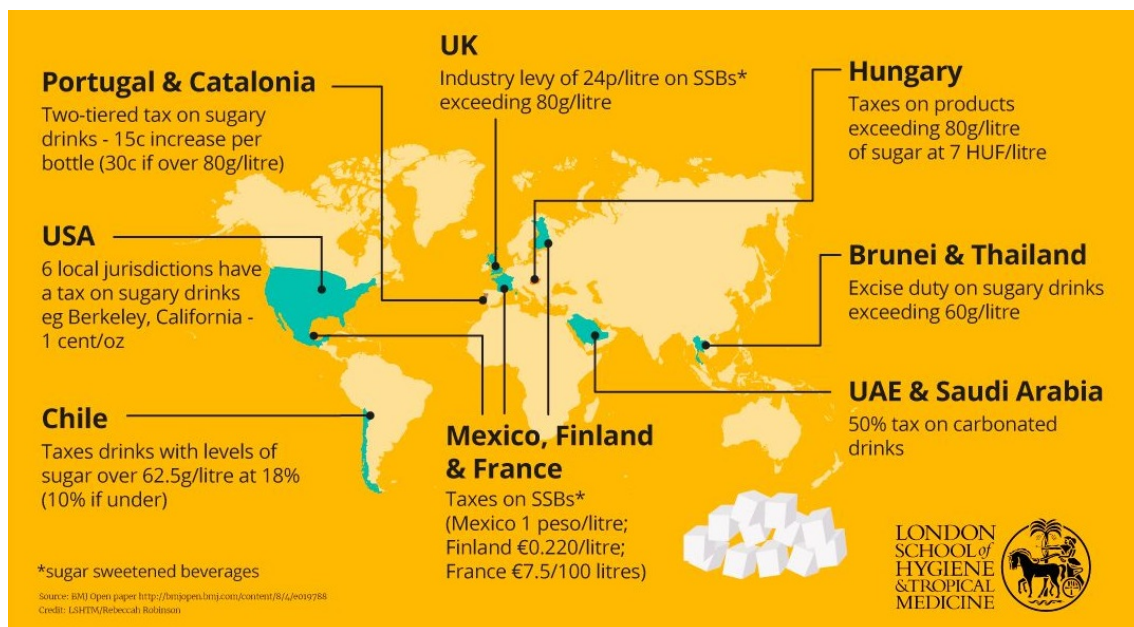 UK
Industry levy of 24p/litre on SSBs*
exceeding 80g/litre
Portugal & Catalonia
Two-tiered tax on sugary
drinks - 15c increase per
bottle (30c if over 80g/litre)
Hungary
Taxes on products
exceeding 80g/litre
of sugar at 7 HUF/litre
USA
6 local jurisdictions have
a tax on sugary drinks
eg Berkeley, California -
1 cent/oz
Brunei & Thailand
Excise duty on sugary drinks
exceeding 60g/litre
UAE & Saudi Arabia
50% tax on carbonated
drinks
Chile
Taxes drinks with levels of
sugar over 62.5g/litre at 18%
(10% if under)
Mexico, Finland
& France
Taxes on SSBs*
(Mexico 1 peso/litre;
Finland €0.220/litre;
France €7.5/100 litres)
*sugar sweetened beverages
Source: BMJ Open paper http://bmjopen.bmj.com/content/8/4/e019788
Credit: LSHTM/Rebeccah Robinson
LONDON
SCHOOL of
HYGIENE
& TROPICAL
MEDICINE